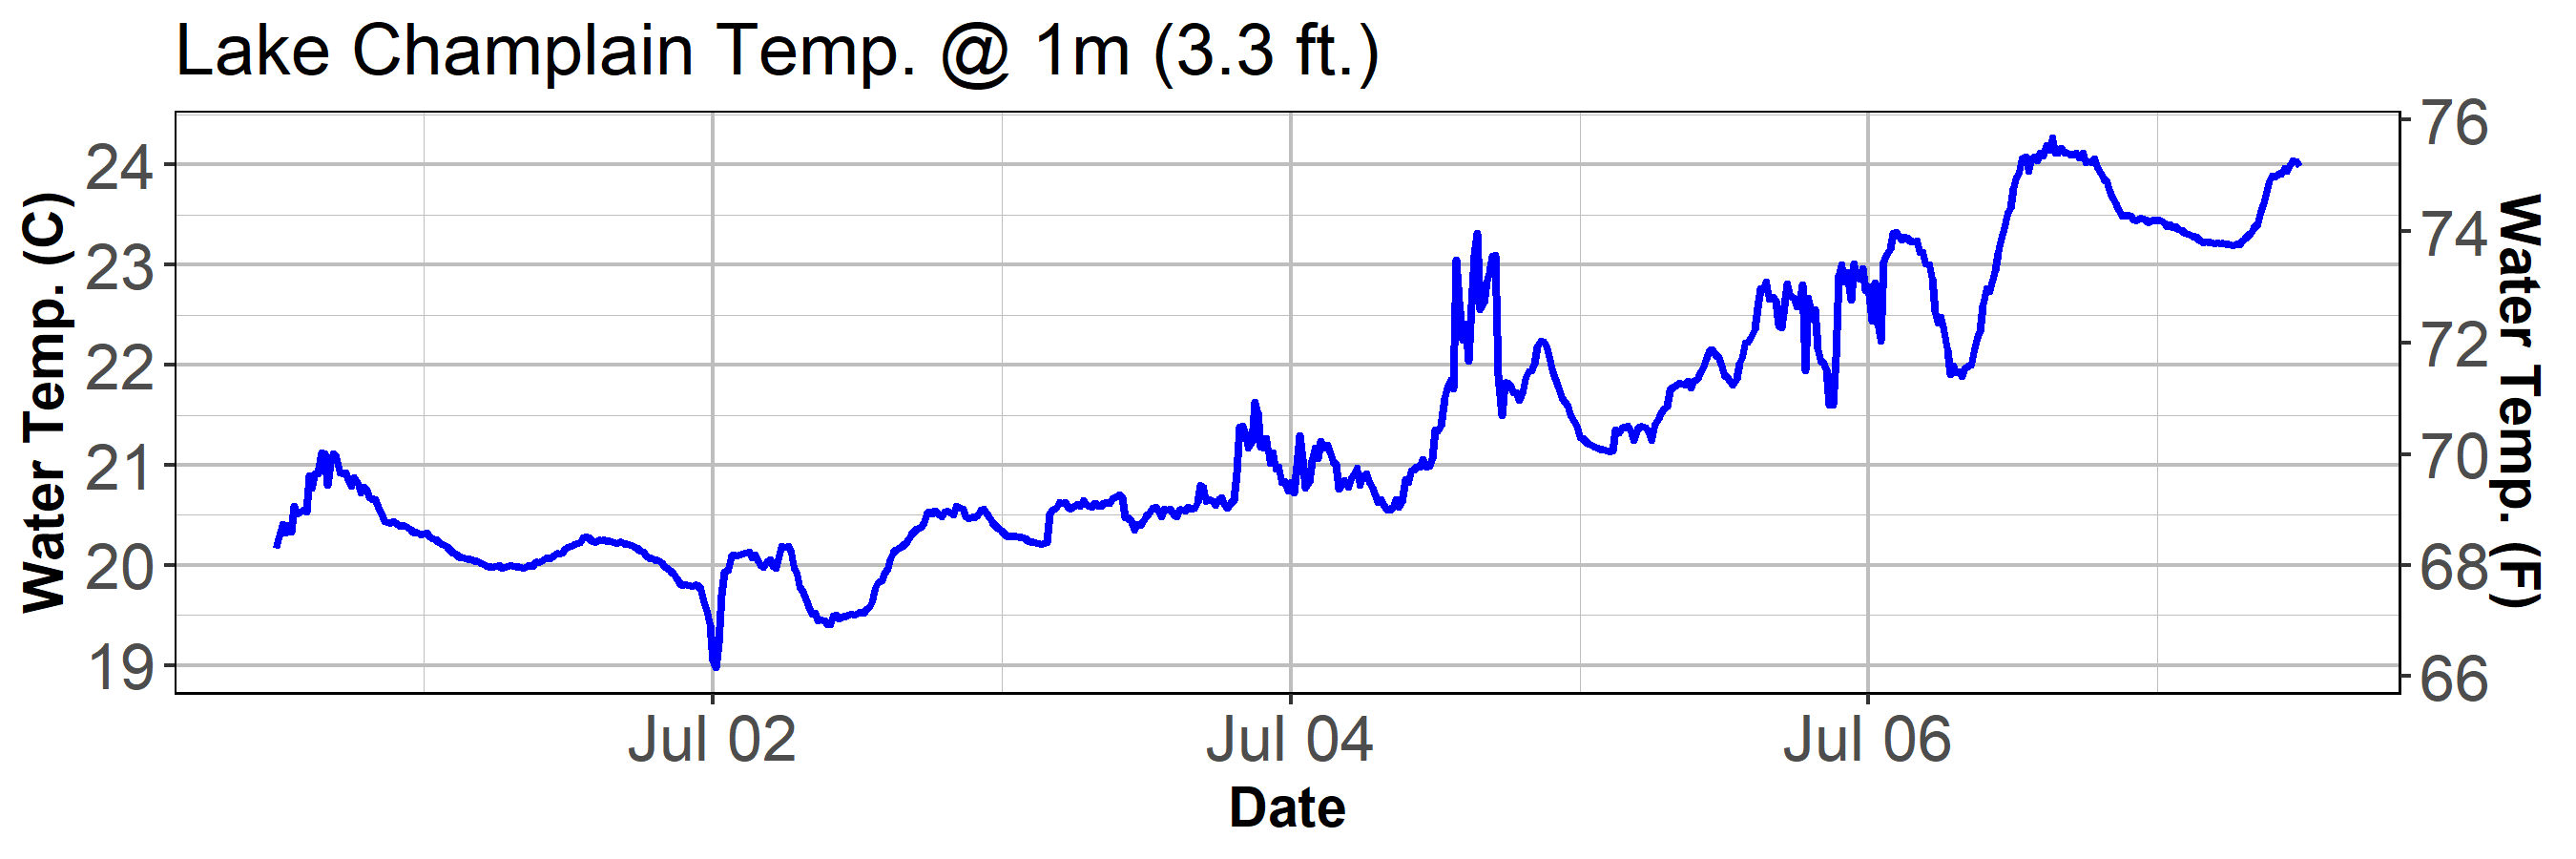 Lake Champlain Temp. @ 1m (3.3 ft.)
Water Temp. (C)
24
23
22
21
20
19
76
74
72
70
68
66
Water Temp. (F)
Jul 02 Jul 04 Jul 06
Date